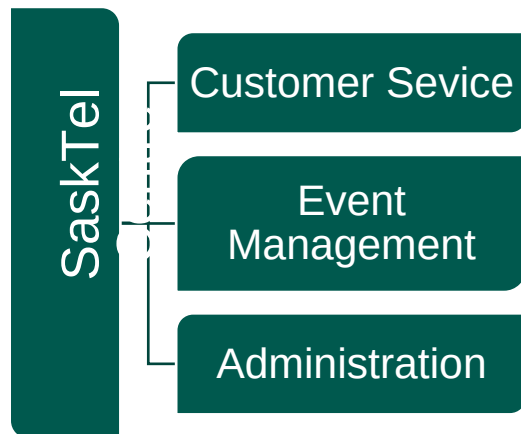 SaskTel
Customer Sevice
Event
Management
Administration